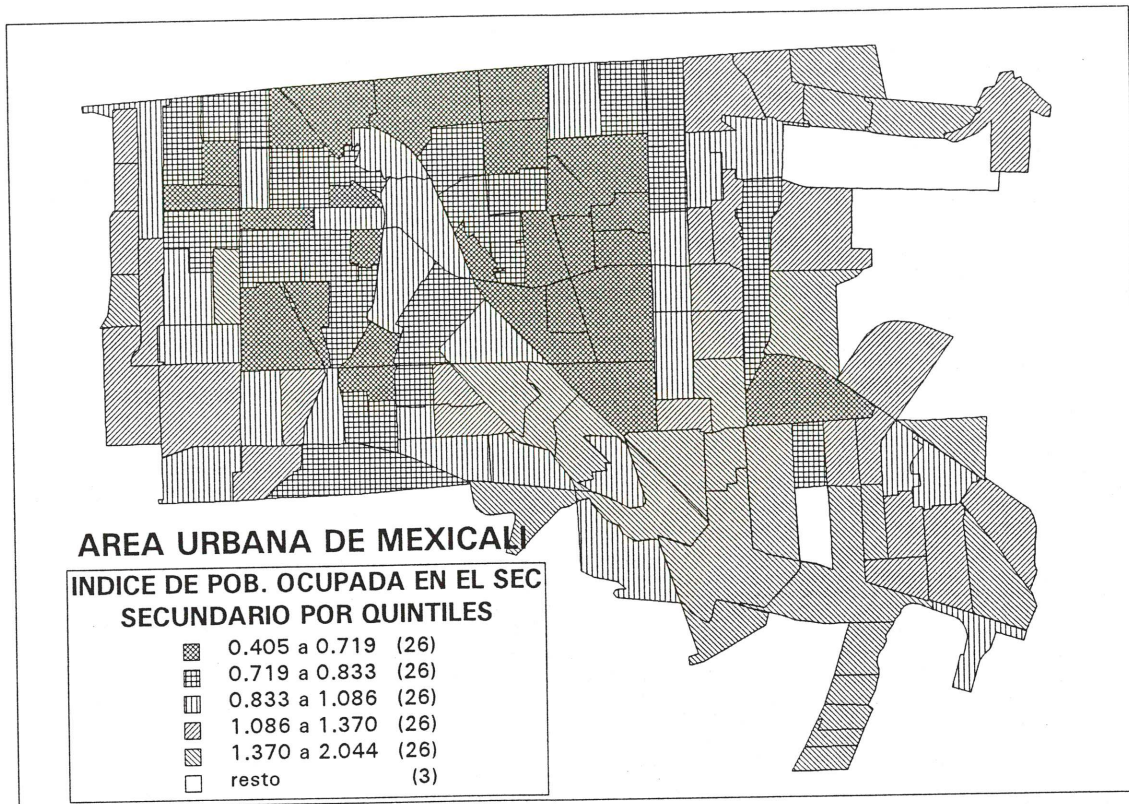 AREA URBANA DE MEXICALI
INDICE DE POB. OCUPADA EN EL SEC
SECUNDARIO POR QUINTILES
0.405 a 0.719 (26)
0.719 a 0.833 (26)
0.833 a 1.086 (26)
1.086 a 1.370 (26)
1.370 a 2.044 (26)
resto (3)